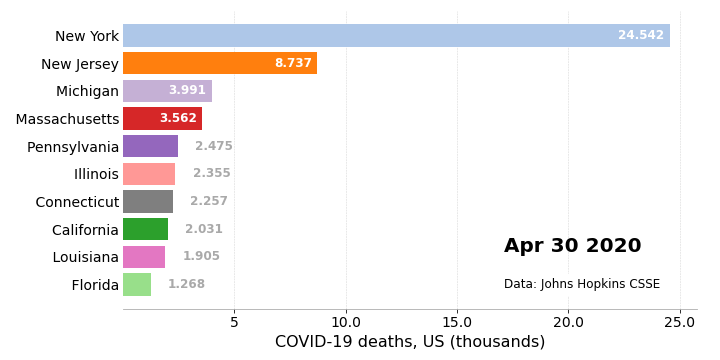 New York 24.542
New Jersey 8.737
Michigan 3.991
Massachusetts 3.562
Pennsylvania 2.475
Illinois 2.355
Connecticut 2.257
California 2.031
Louisiana 1.905
Florida 1.268
Apr 30 2020
Data: Johns Hopkins CSSE
5 10.0 15.0 20.0 25.0
COVID-19 deaths, US (thousands)